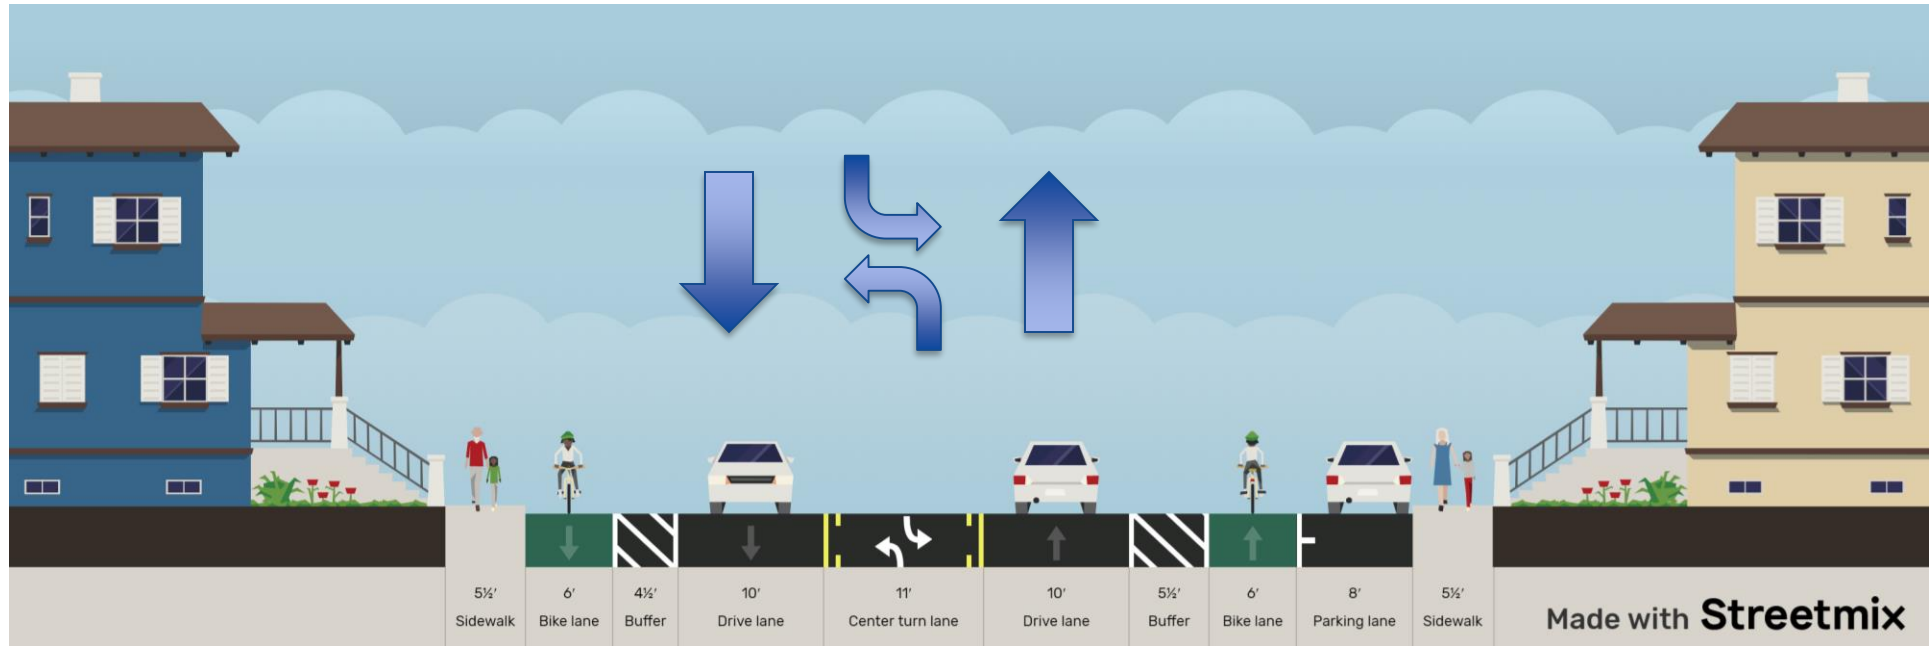 5½' 6' 4½' 10' 11' 10' 5½' 6' 8' 5½'
Sidewalk Bike lane Buffer Drive lane Center turn lane Drive lane Buffer Bike lane Parking lane Sidewalk
Made with Streetmix